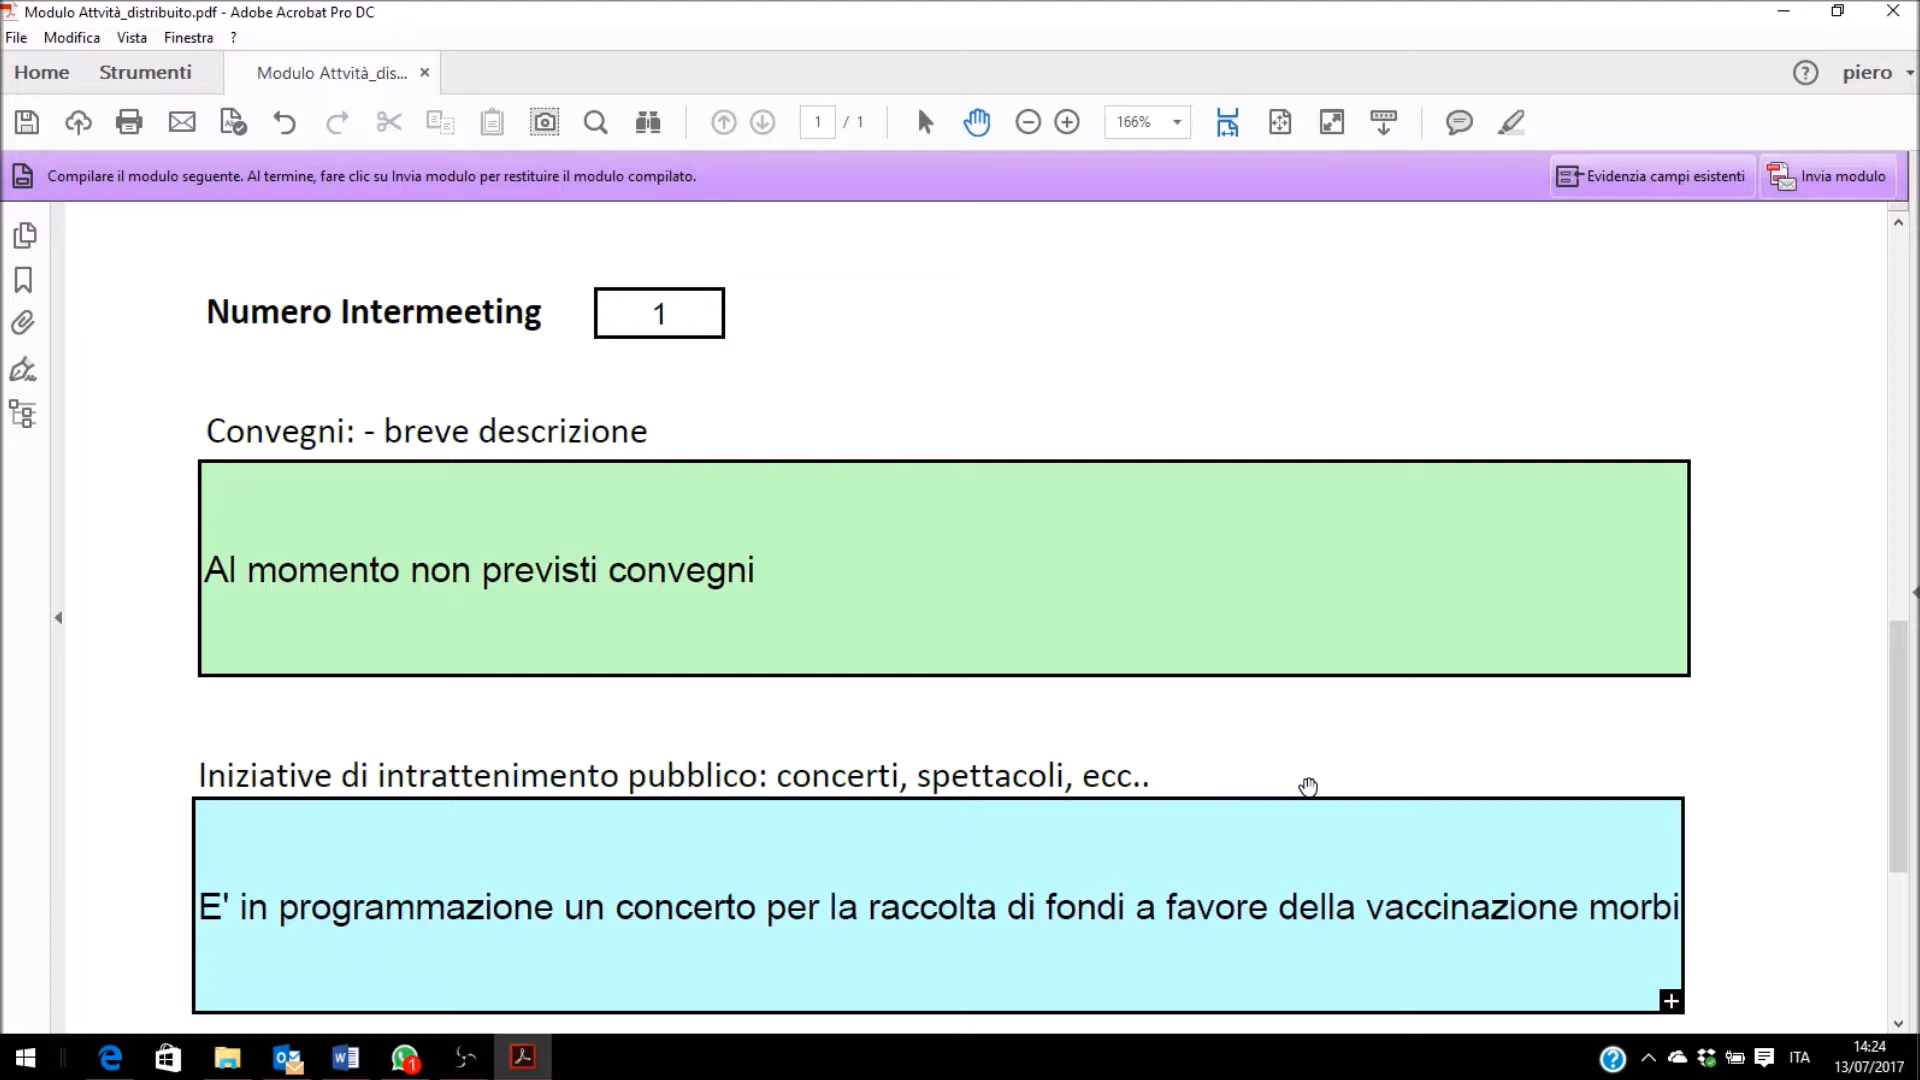 Modulo Attvità_distribuito.pdf - Adobe Acrobat Pro DC
File Modifica Vista Finestra ?
Home Strumenti Modulo Attvità_dis... × piero
1 / 1 166%
Compilare il modulo seguente. Al termine, fare clic su Invia modulo per restituire il modulo compilato. Evidenzia campi esistenti Invia modulo
Numero Intermeeting 1
Convegni: - breve descrizione
Al momento non previsti convegni
Iniziative di intrattenimento pubblico: concerti, spettacoli, ecc..
E' in programmazione un concerto per la raccolta di fondi a favore della vaccinazione morbi
1 ITA 14:24
13/07/2017